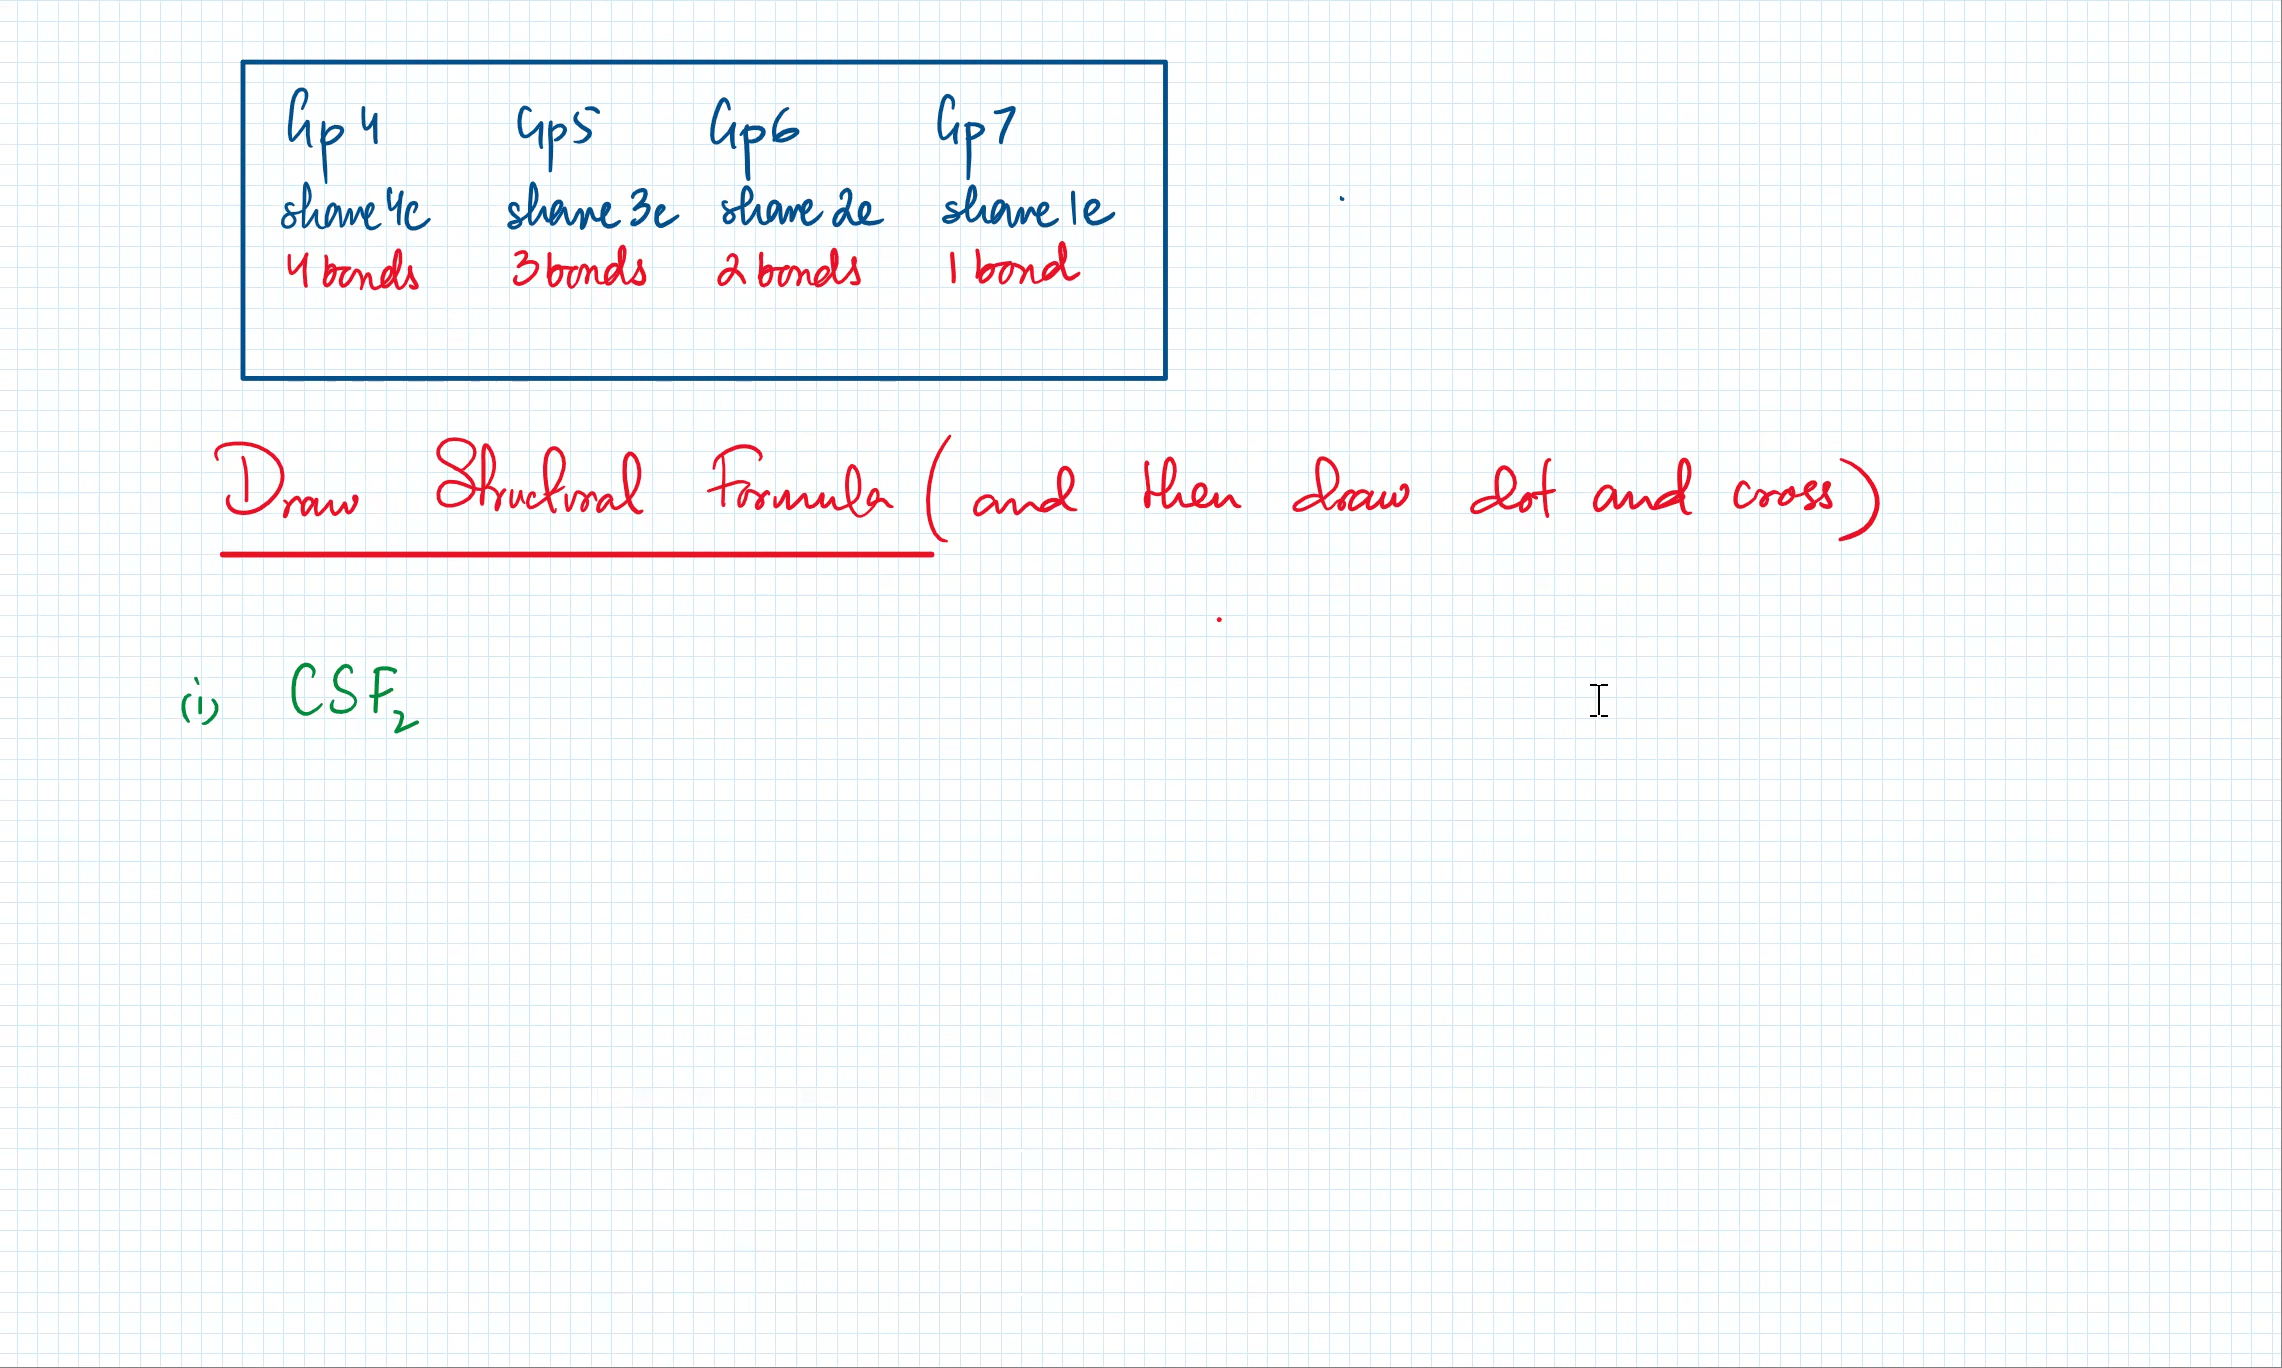 Gp 4 Gp5 Gp6 Gp7
share 4e share 3e share 2e share 1e
4 bonds 3 bonds 2 bonds 1 bond
Draw Structural Formula (and then draw dot and cross)
(i) CSF₂